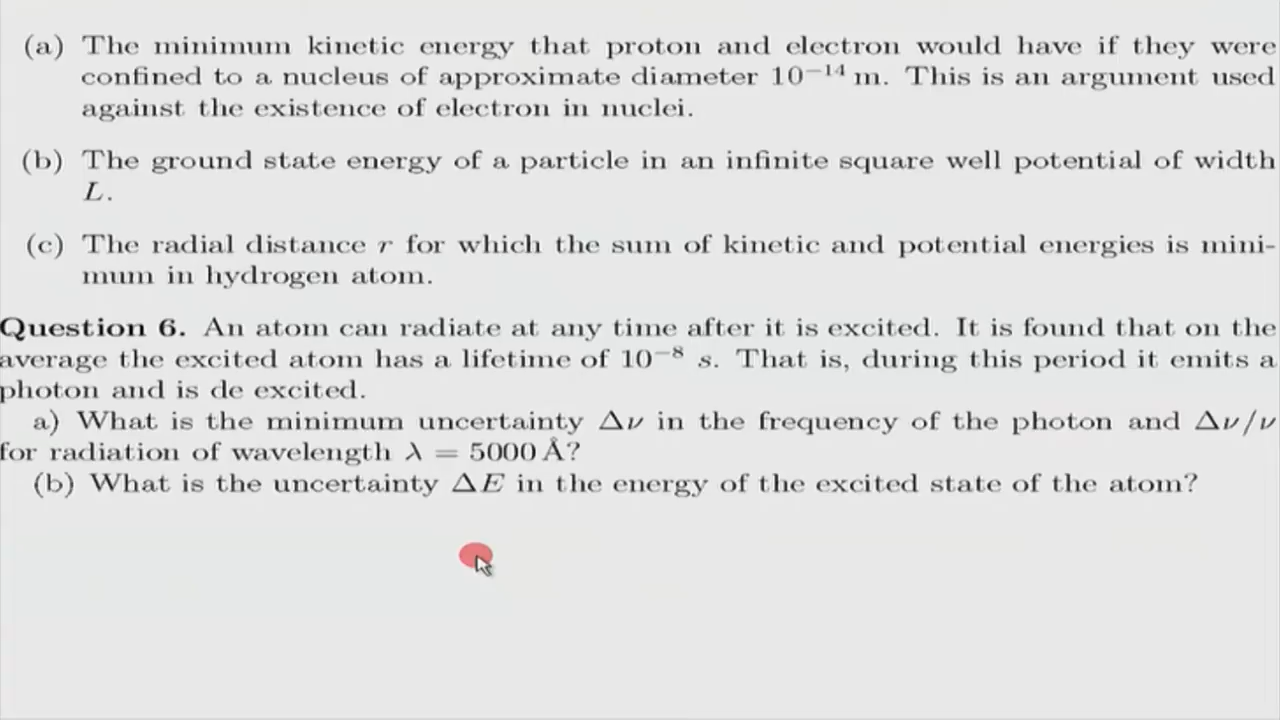 (a) The minimum kinetic energy that proton and electron would have if they were
confined to a nucleus of approximate diameter 10⁻¹⁴ m. This is an argument used
against the existence of electron in nuclei.
(b) The ground state energy of a particle in an infinite square well potential of width
L.
(c) The radial distance r for which the sum of kinetic and potential energies is mini-
mum in hydrogen atom.
Question 6. An atom can radiate at any time after it is excited. It is found that on the
average the excited atom has a lifetime of 10⁻⁸ s. That is, during this period it emits a
photon and is de excited.
a) What is the minimum uncertainty Δν in the frequency of the photon and Δν/ν
for radiation of wavelength λ = 5000 Å?
(b) What is the uncertainty ΔE in the energy of the excited state of the atom?